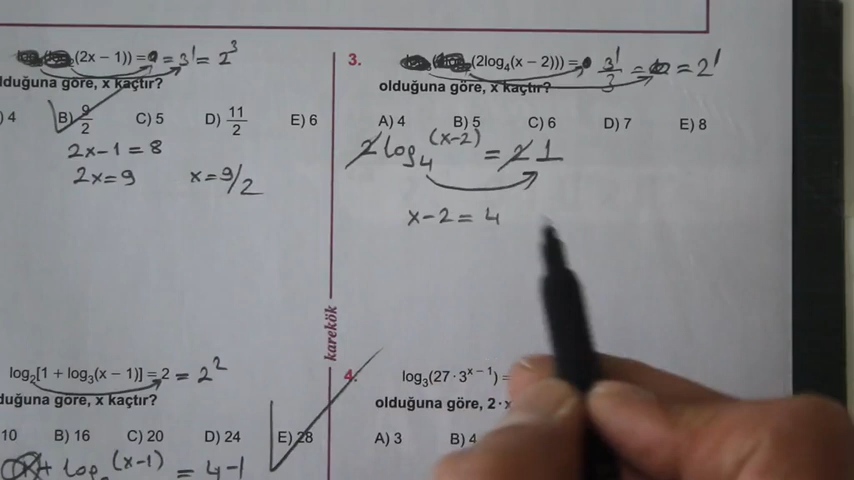 (2x − 1)) = = 3¹ = 2³
olduğuna göre, x kaçtır?
) 4 B) 9/2 C) 5 D) 11/2 E) 6
2x-1 = 8
2x = 9 x = 9/2
log₂[1 + log₃(x − 1)] = 2 = 2²
duğuna göre, x kaçtır?
10 B) 16 C) 20 D) 24 E) 28
+ log (x-1) = 4-1
karekök
3. (2log₄(x − 2))) = 3¹/3 = = 2¹
olduğuna göre, x kaçtır?
A) 4 B) 5 C) 6 D) 7 E) 8
2 log₄ (x-2) = 2 1
x-2 = 4
4. log₃(27 · 3ˣ⁻¹) =
olduğuna göre, 2 · x
A) 3 B) 4